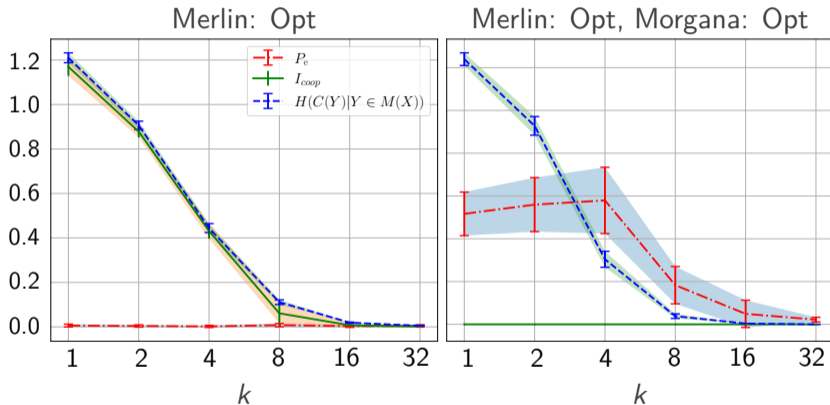 Merlin: Opt
Merlin: Opt, Morgana: Opt
1.2
1.0
0.8
0.6
0.4
0.2
0.0
P_c
I_coop
H(C(Y)|Y ∈ M(X))
1 2 4 8 16 32
1 2 4 8 16 32
k
k